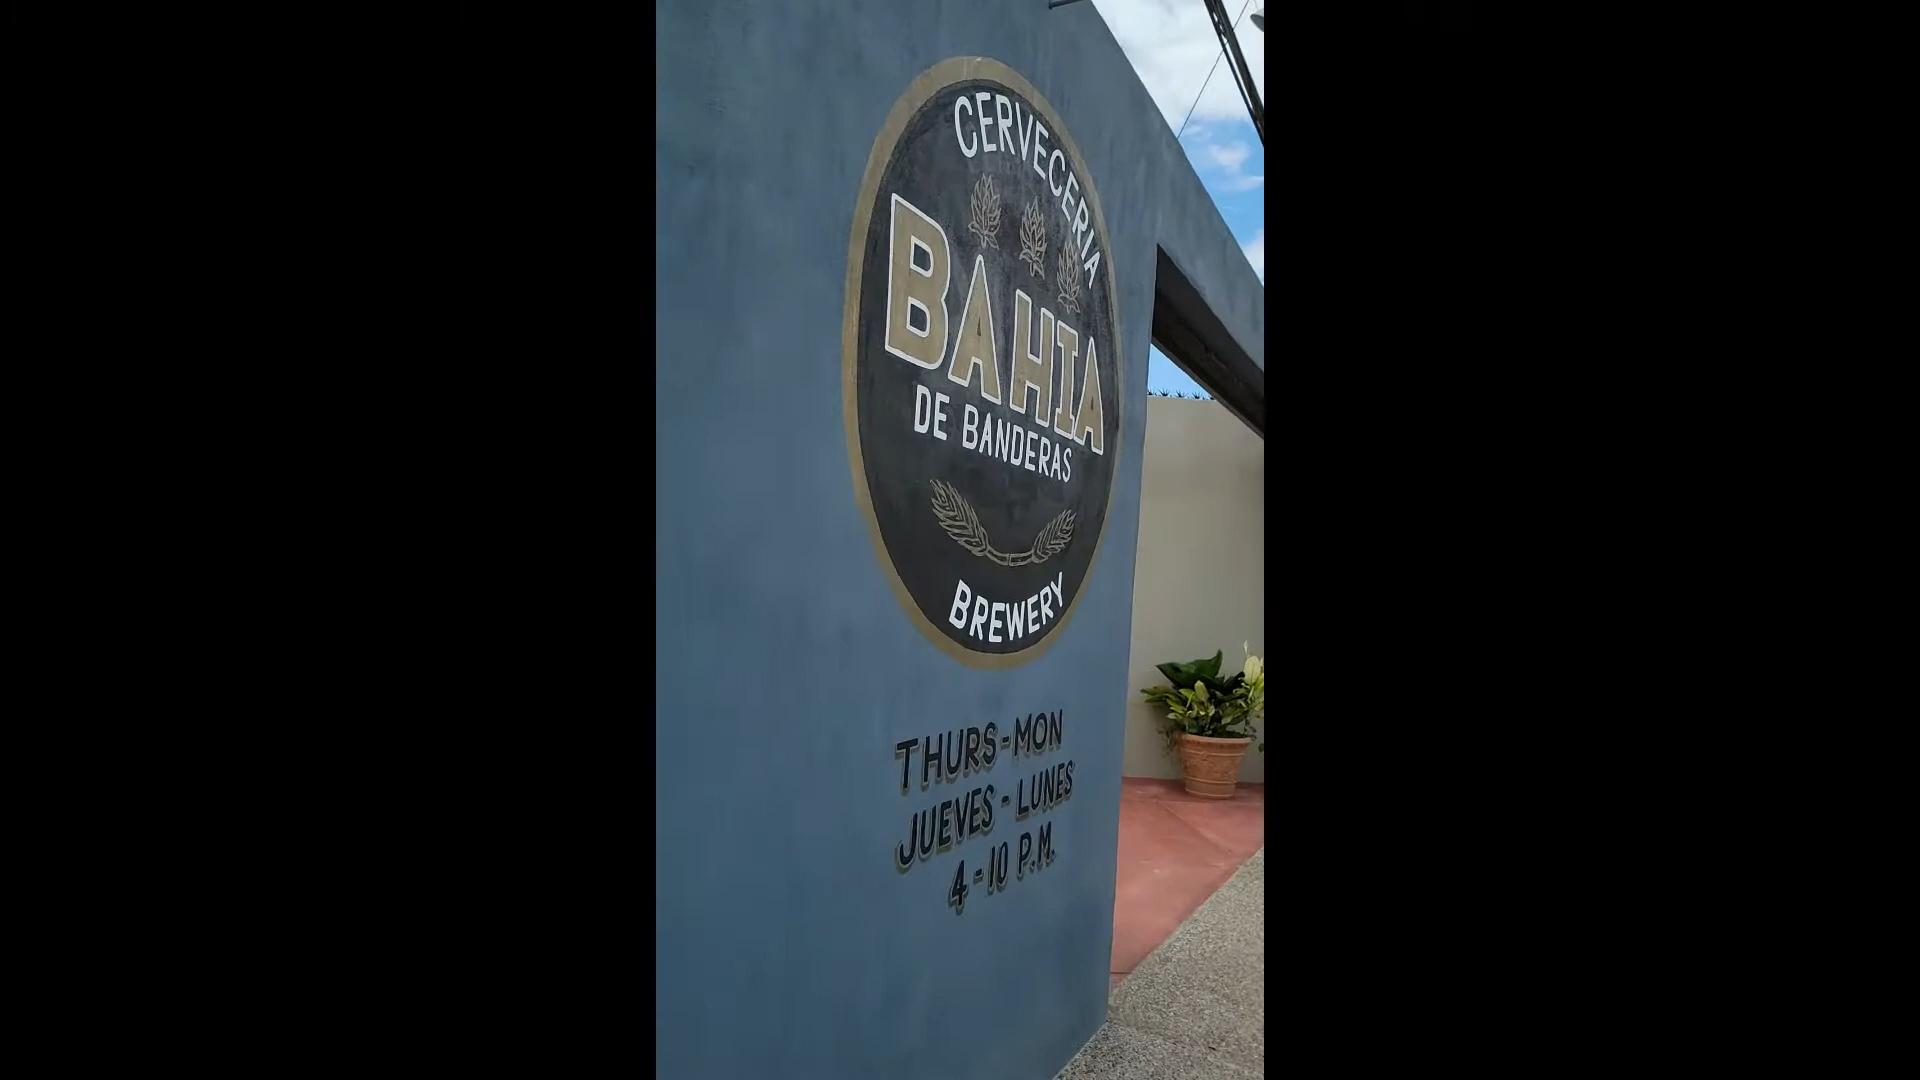 CERVECERIA
BAHIA
DE BANDERAS
BREWERY
THURS-MON
JUEVES-LUNES
4-10 P.M.